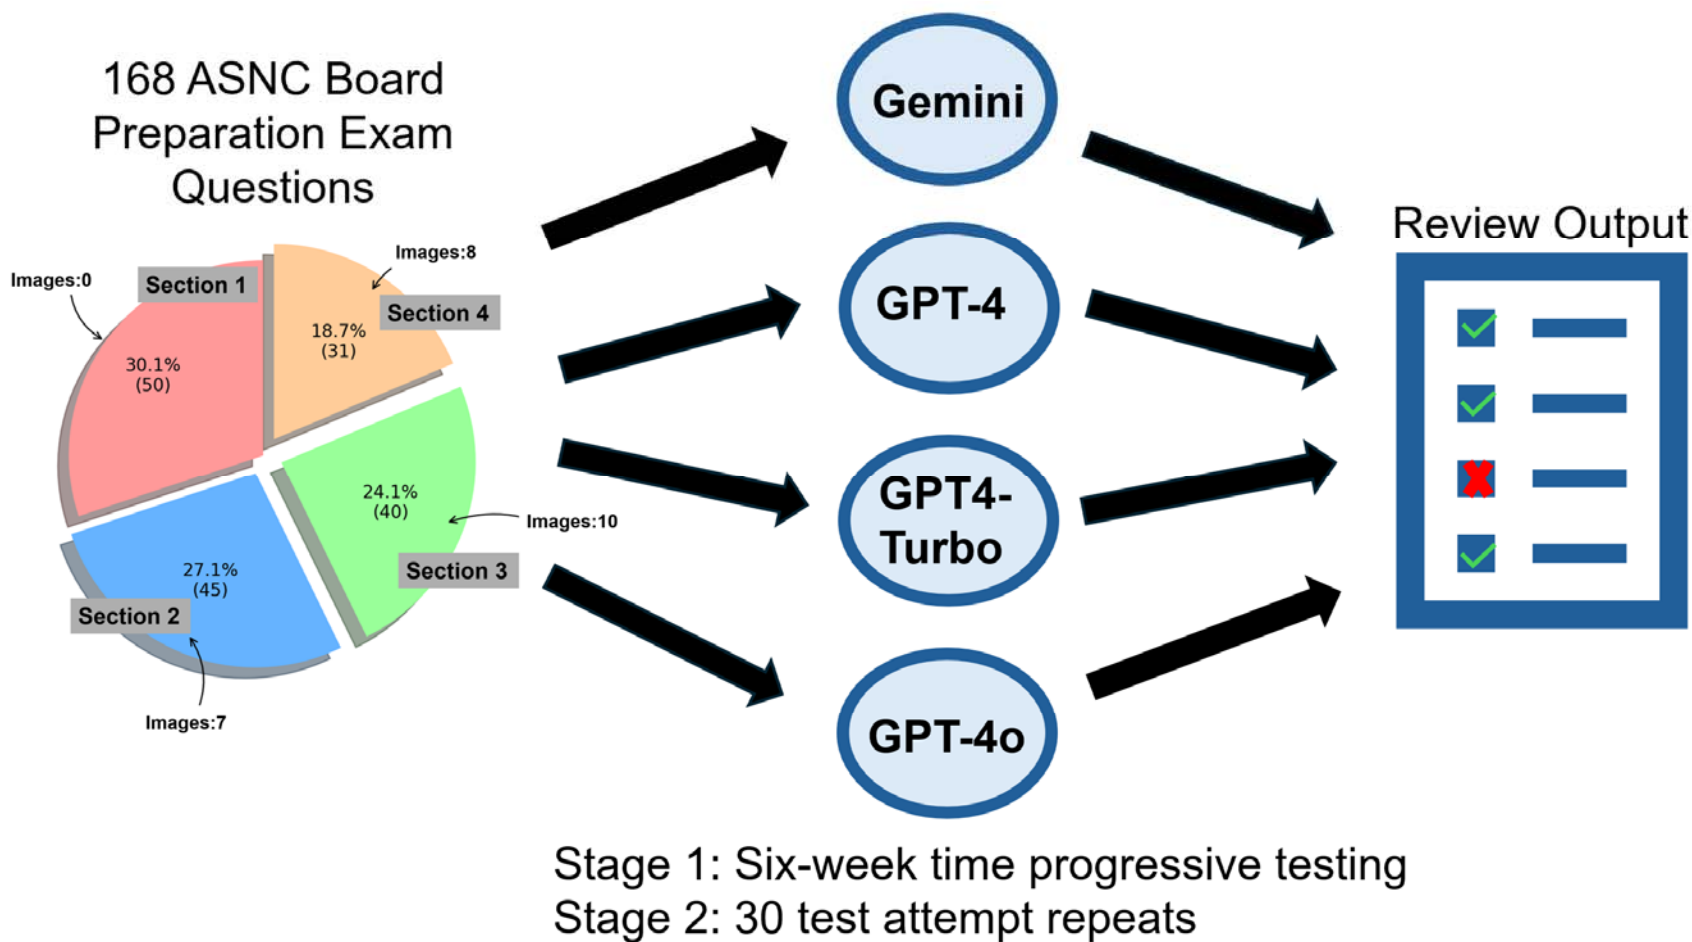 168 ASNC Board
Preparation Exam
Questions
Images:0
Section 1
30.1%
(50)
Images:8
Section 4
18.7%
(31)
24.1%
(40)
Images:10
Section 3
27.1%
(45)
Section 2
Images:7
Gemini
GPT-4
GPT4-
Turbo
GPT-4o
Review Output
Stage 1: Six-week time progressive testing
Stage 2: 30 test attempt repeats